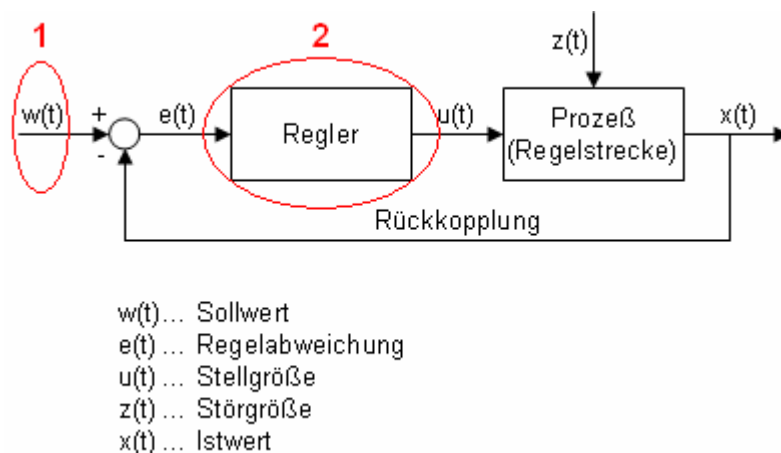 1
2
z(t)
w(t)
+
-
e(t)
Regler
u(t)
Prozeß
(Regelstrecke)
x(t)
Rückkopplung
w(t) ... Sollwert
e(t) ... Regelabweichung
u(t) ... Stellgröße
z(t) ... Störgröße
x(t) ... Istwert